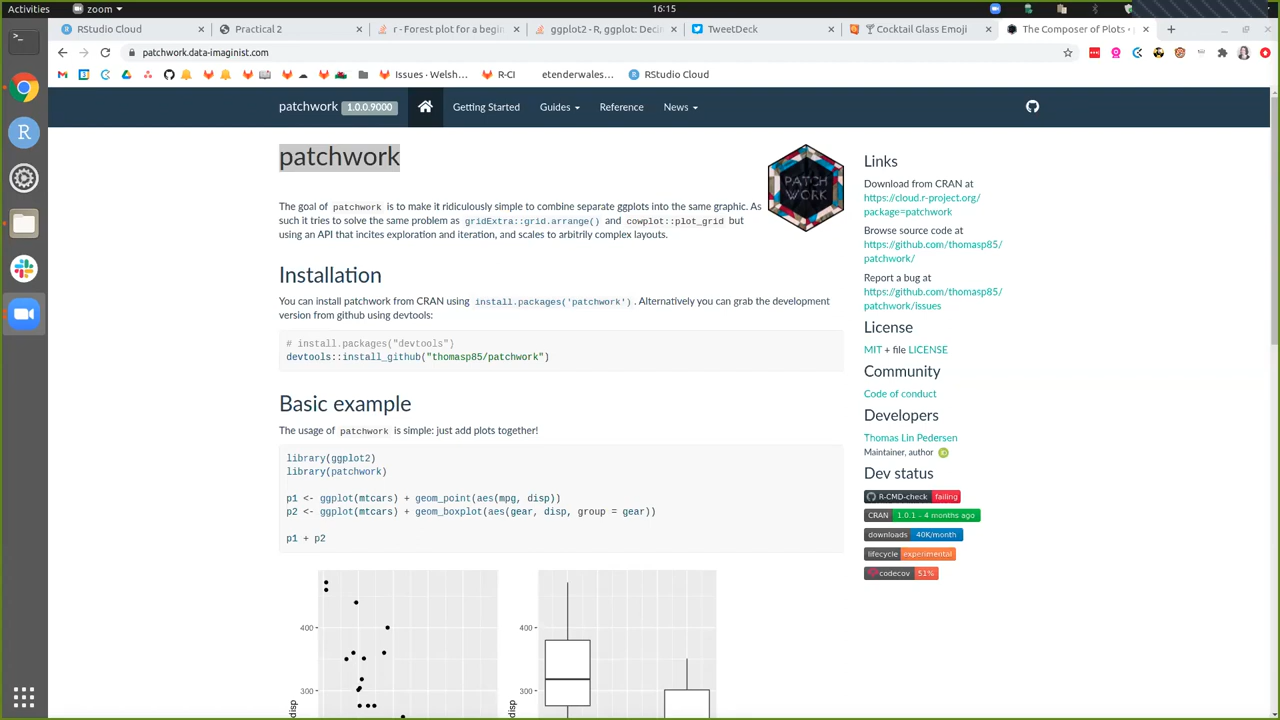 Activities zoom 16:15
RStudio Cloud × Practical 2 × r - Forest plot for a begin × ggplot2 - R, ggplot: Decin × TweetDeck × Cocktail Glass Emoji × The Composer of Plots • ×
patchwork.data-imaginist.com
Issues · Welsh… R-CI etenderwales… RStudio Cloud
patchwork 1.0.0.9000 Getting Started Guides Reference News
patchwork
PATCH
WORK
The goal of patchwork is to make it ridiculously simple to combine separate ggplots into the same graphic. As
such it tries to solve the same problem as gridExtra::grid.arrange() and cowplot::plot_grid but
using an API that incites exploration and iteration, and scales to arbitrily complex layouts.
Installation
You can install patchwork from CRAN using install.packages('patchwork'). Alternatively you can grab the development
version from github using devtools:
# install.packages("devtools")
devtools::install_github("thomasp85/patchwork")
Basic example
The usage of patchwork is simple: just add plots together!
library(ggplot2)
library(patchwork)
p1 <- ggplot(mtcars) + geom_point(aes(mpg, disp))
p2 <- ggplot(mtcars) + geom_boxplot(aes(gear, disp, group = gear))
p1 + p2
400
300
disp
400
300
disp
Links
Download from CRAN at
https://cloud.r-project.org/
package=patchwork
Browse source code at
https://github.com/thomasp85/
patchwork/
Report a bug at
https://github.com/thomasp85/
patchwork/issues
License
MIT + file LICENSE
Community
Code of conduct
Developers
Thomas Lin Pedersen
Maintainer, author iD
Dev status
R-CMD-check failing
CRAN 1.0.1 – 4 months ago
downloads 40K/month
lifecycle experimental
codecov 51%